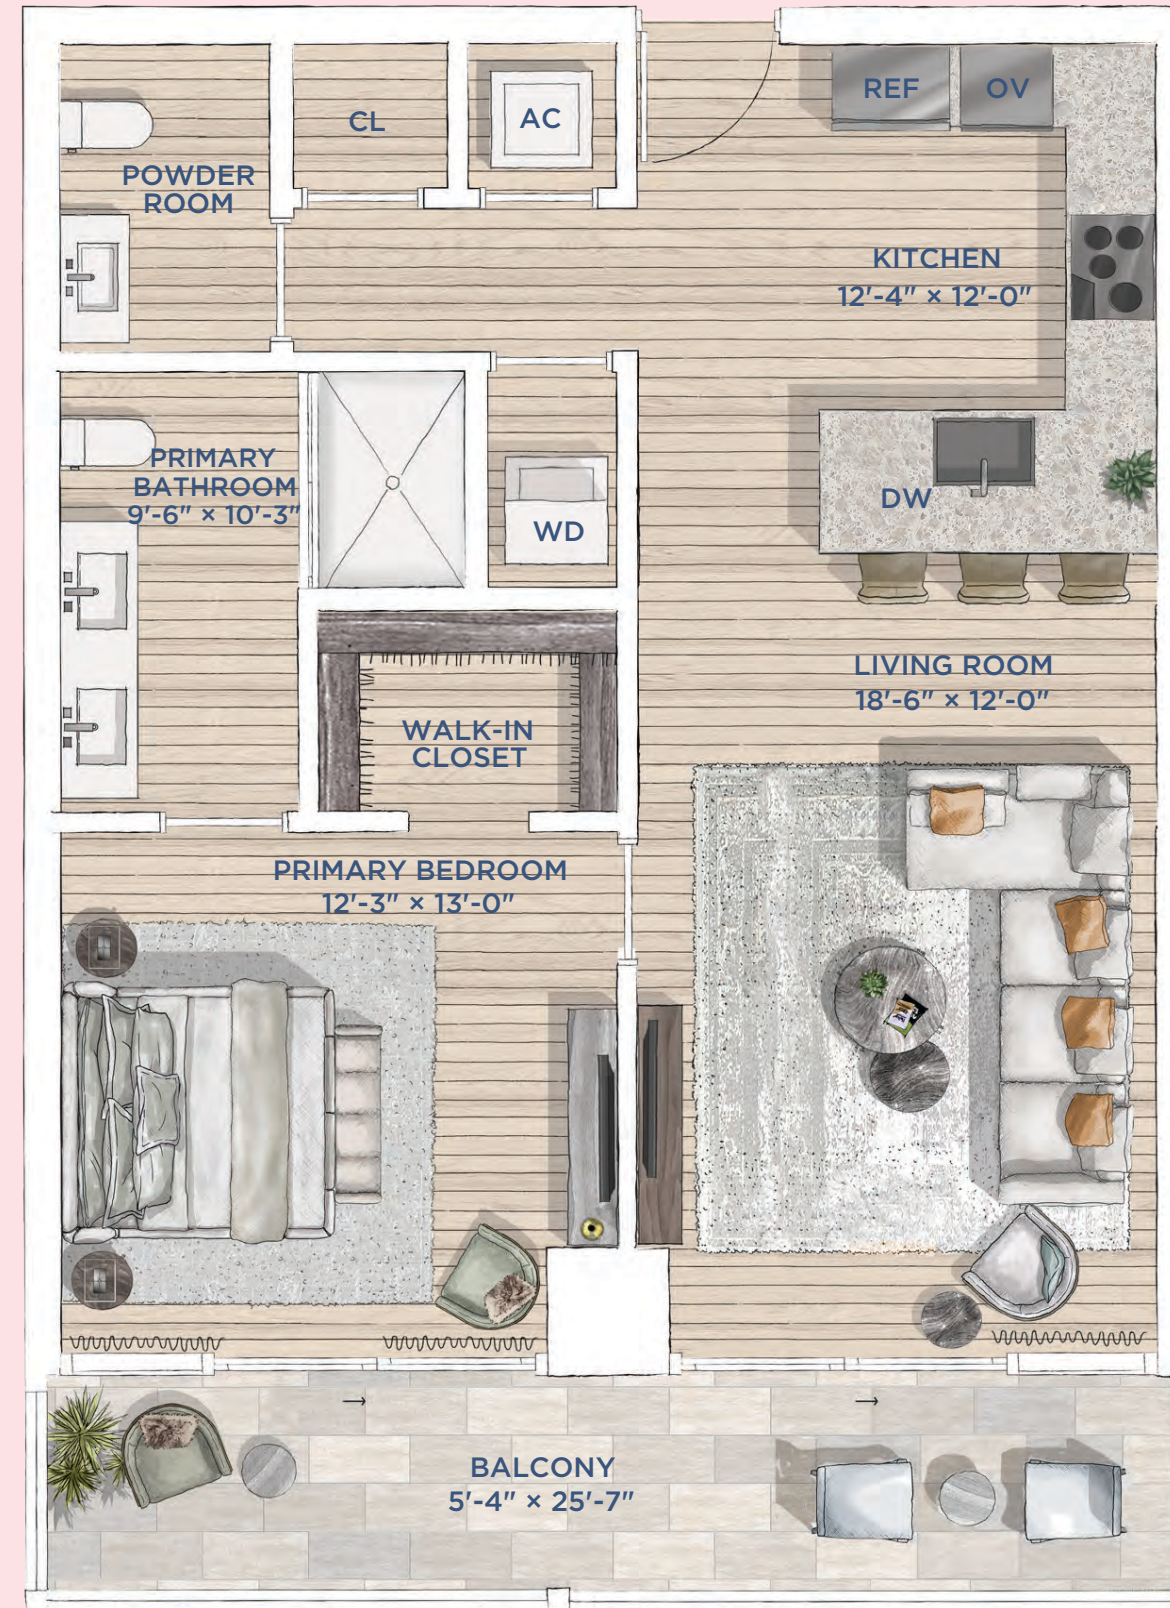 REF
OV
CL
AC
POWDER
ROOM
KITCHEN
12'-4" × 12'-0"
PRIMARY
BATHROOM
9'-6" × 10'-3"
DW
WD
LIVING ROOM
18'-6" × 12'-0"
WALK-IN
CLOSET
PRIMARY BEDROOM
12'-3" × 13'-0"
BALCONY
5'-4" × 25'-7"